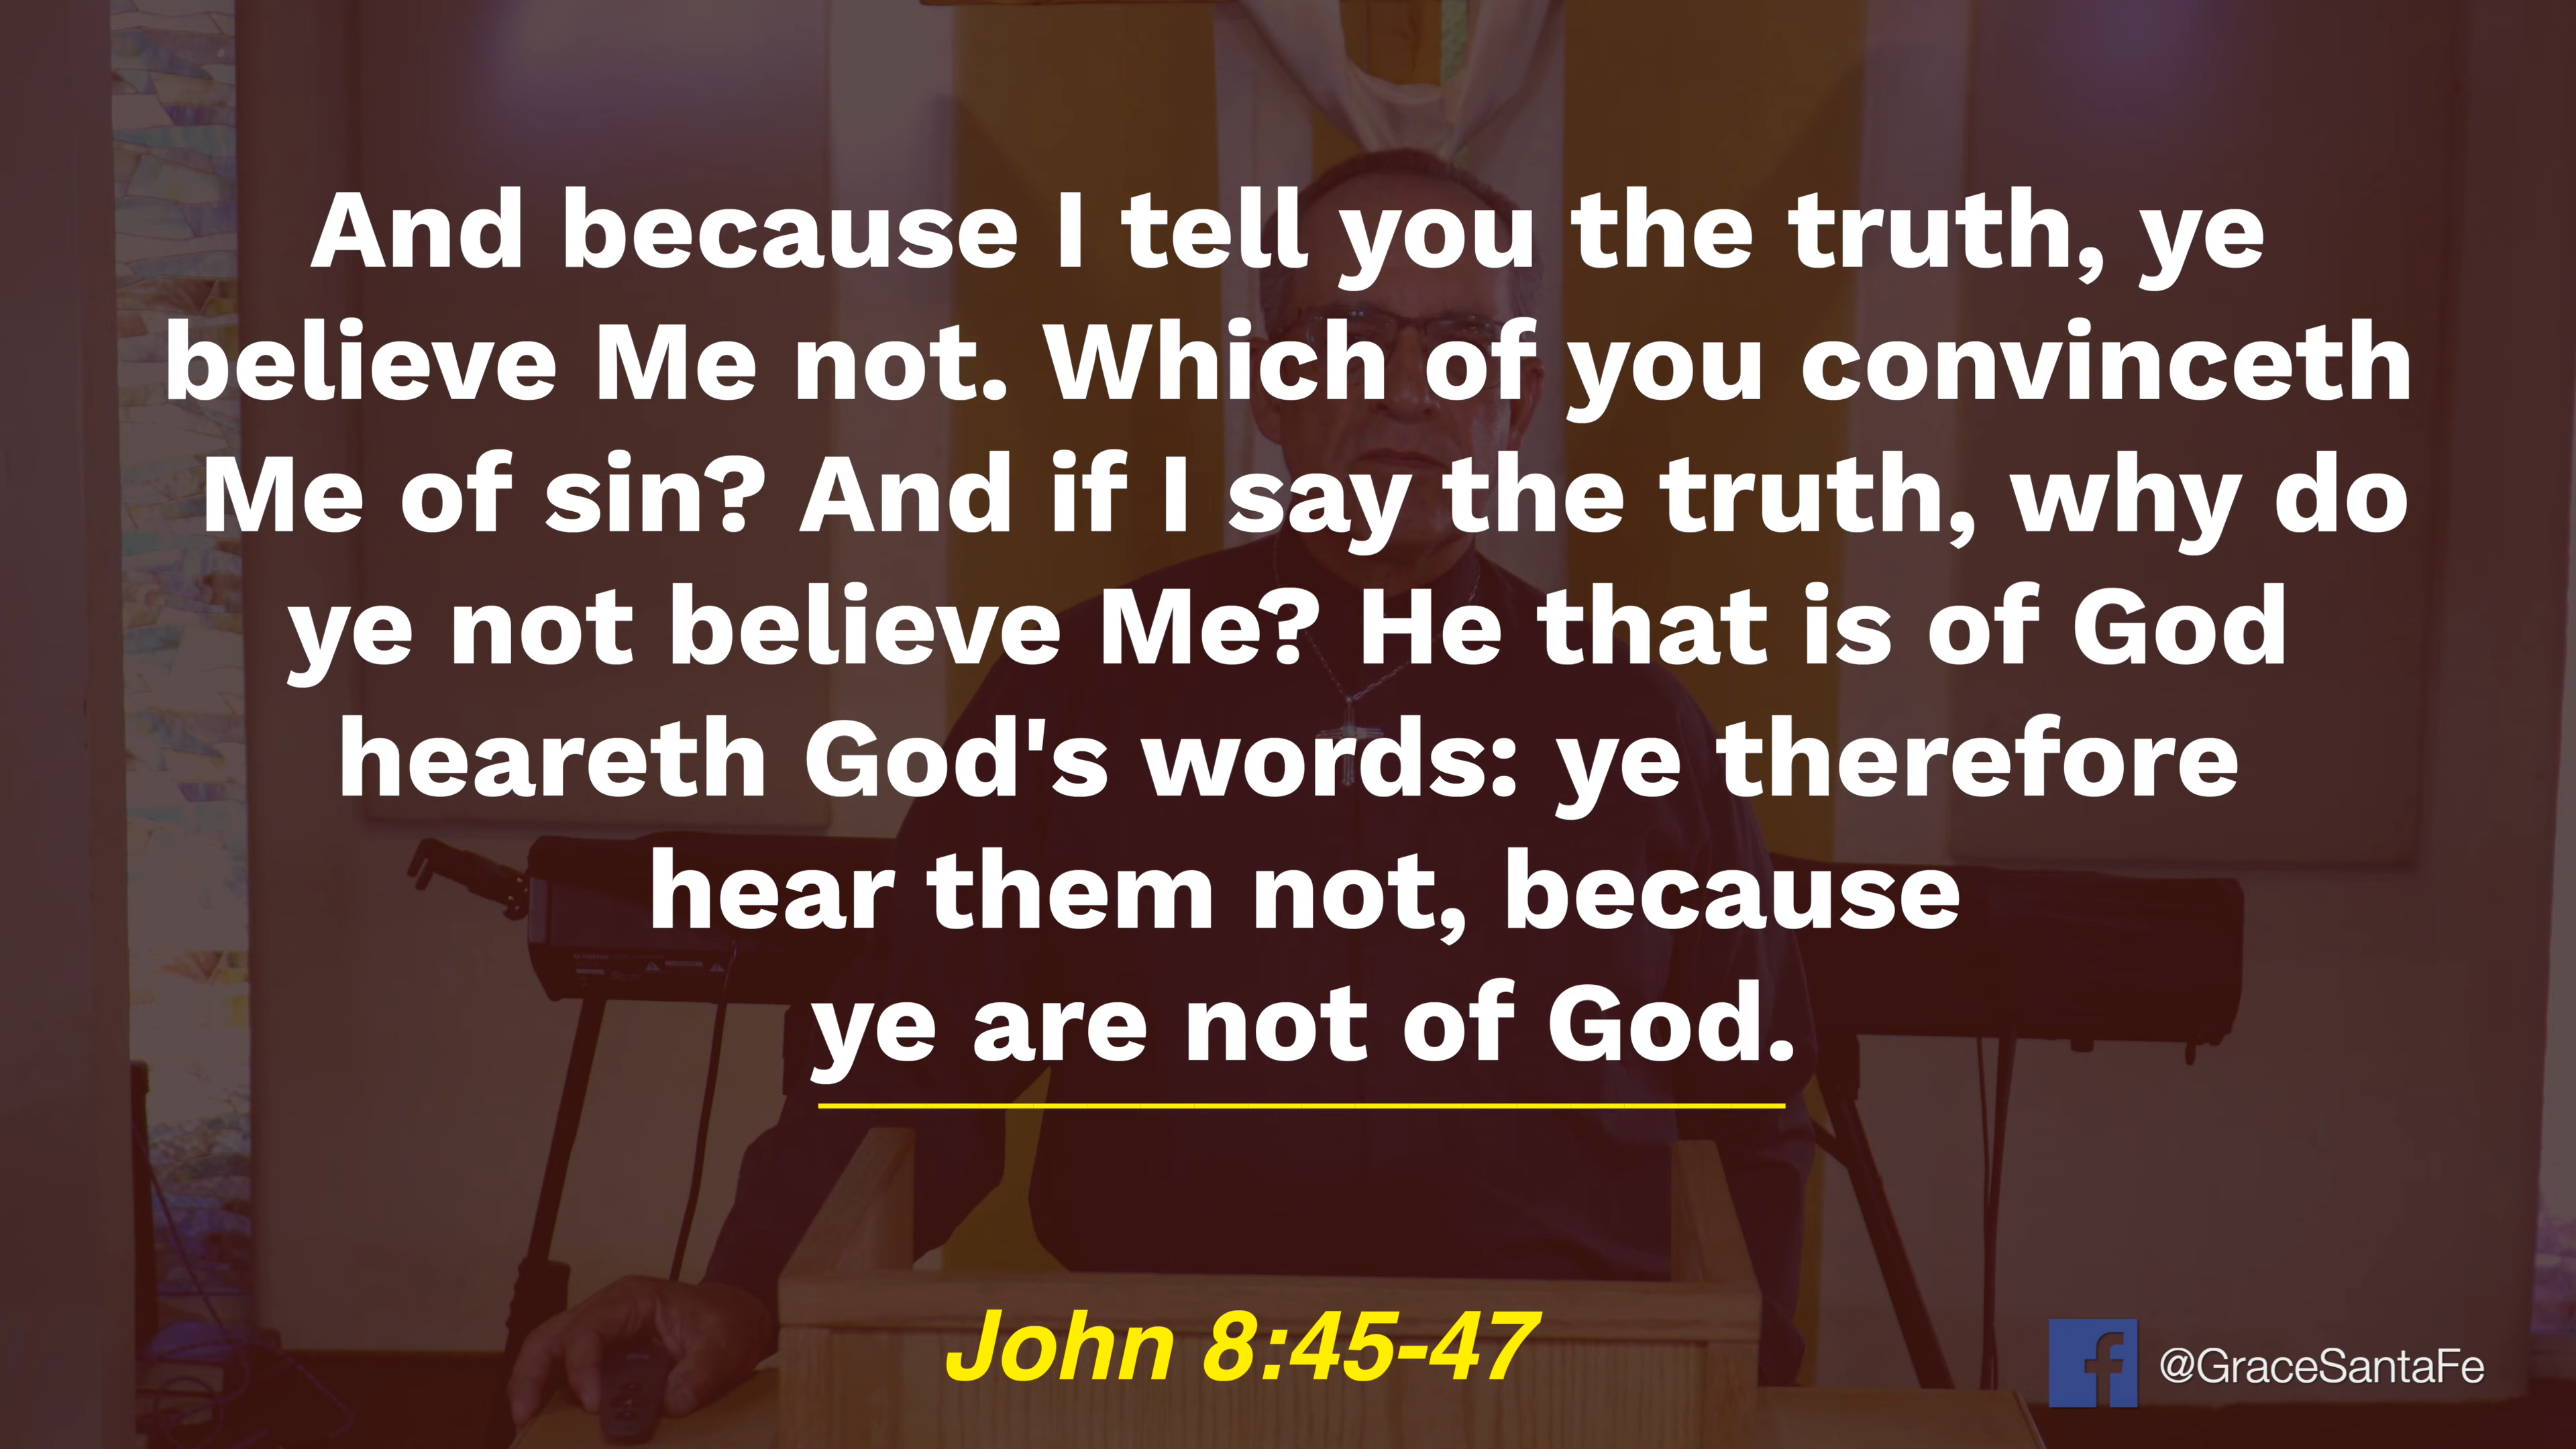 And because I tell you the truth, ye
believe Me not. Which of you convinceth
Me of sin? And if I say the truth, why do
ye not believe Me? He that is of God
heareth God's words: ye therefore
hear them not, because
ye are not of God.
John 8:45-47
@GraceSantaFe